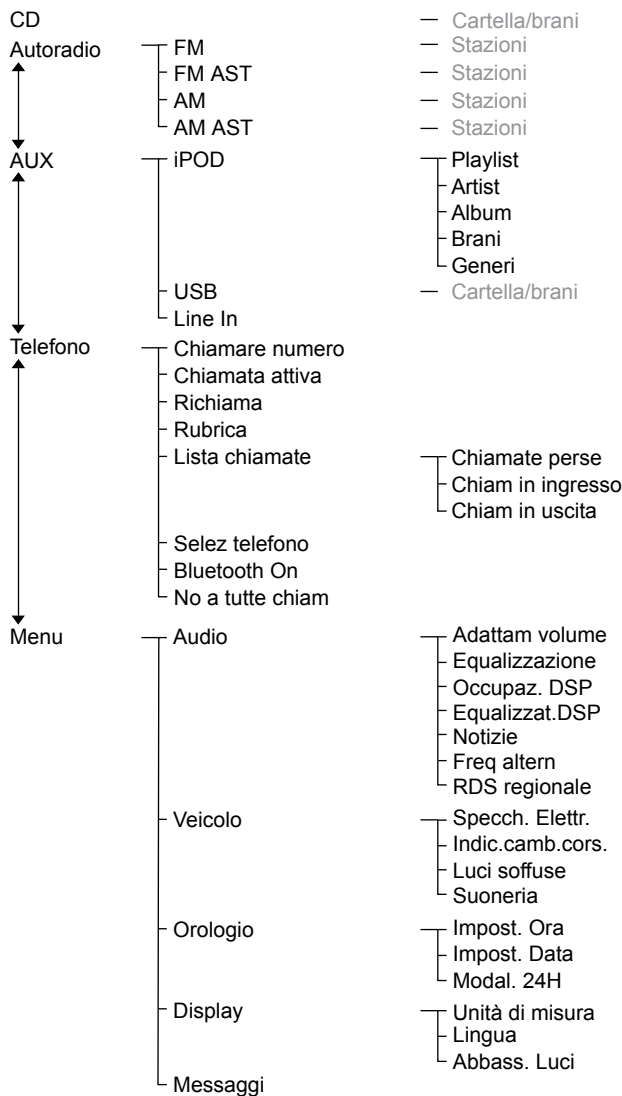 CD — Cartella/brani
Autoradio FM — Stazioni
FM AST — Stazioni
AM — Stazioni
AM AST — Stazioni
AUX iPOD Playlist
Artist
Album
Brani
Generi
USB — Cartella/brani
Line In
Telefono Chiamare numero
Chiamata attiva
Richiama
Rubrica
Lista chiamate Chiamate perse
Chiam in ingresso
Chiam in uscita
Selez telefono
Bluetooth On
No a tutte chiam
Menu Audio Adattam volume
Equalizzazione
Occupaz. DSP
Equalizzat.DSP
Notizie
Freq altern
RDS regionale
Veicolo Specch. Elettr.
Indic.camb.cors.
Luci soffuse
Suoneria
Orologio Impost. Ora
Impost. Data
Modal. 24H
Display Unità di misura
Lingua
Abbass. Luci
Messaggi